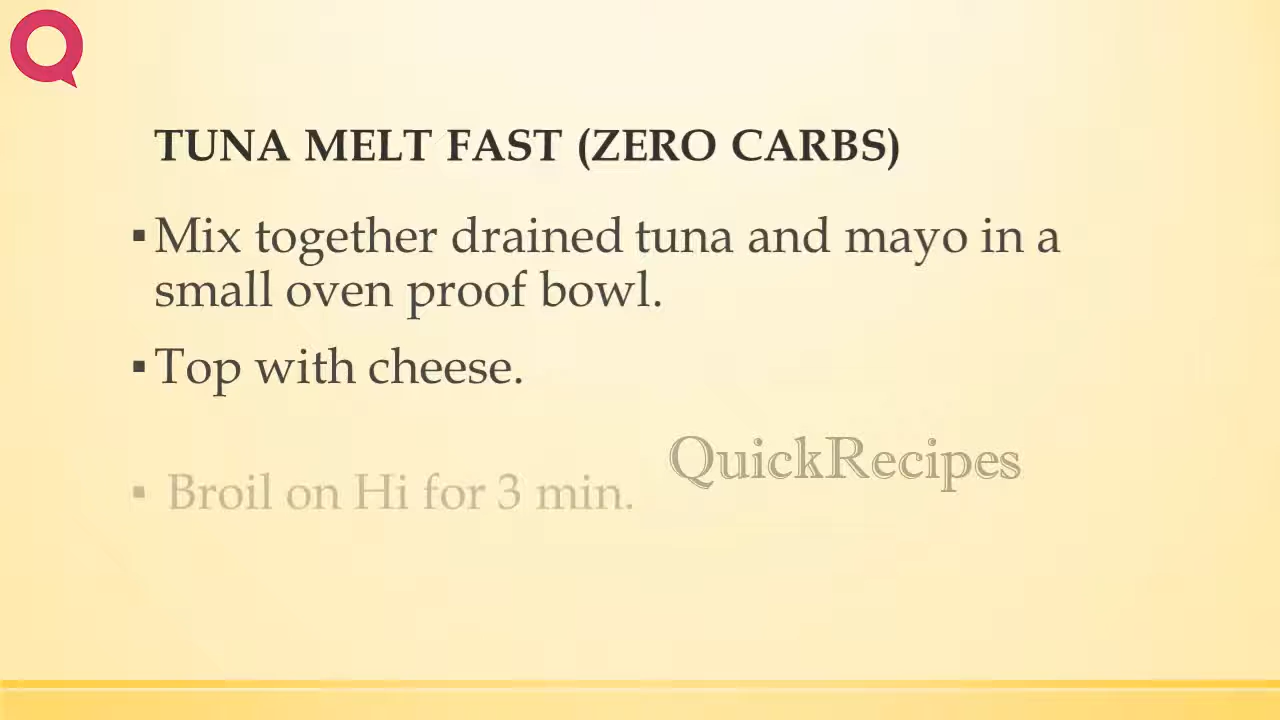 TUNA MELT FAST (ZERO CARBS)
▪Mix together drained tuna and mayo in a
small oven proof bowl.
▪Top with cheese.
QuickRecipes
▪ Broil on Hi for 3 min.